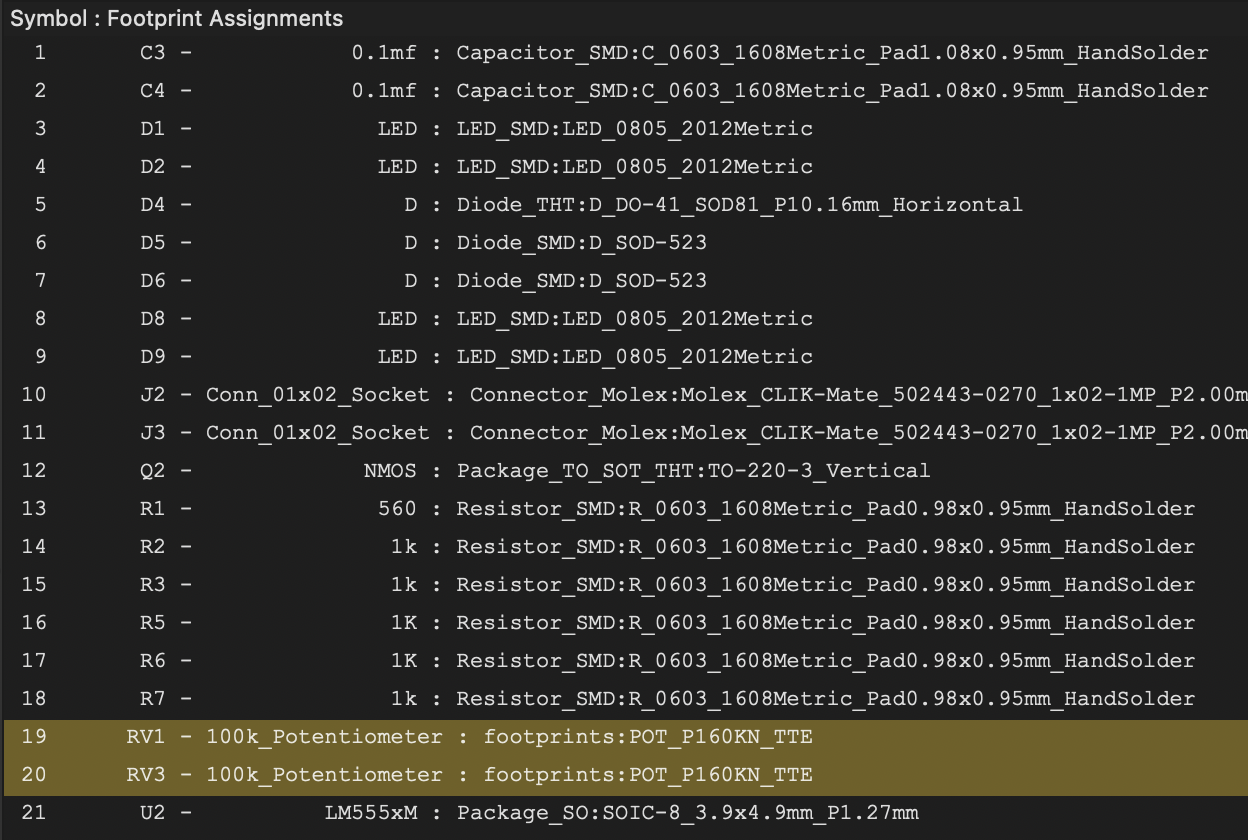 Symbol : Footprint Assignments
1 C3 - 0.1mf : Capacitor_SMD:C_0603_1608Metric_Pad1.08x0.95mm_HandSolder
2 C4 - 0.1mf : Capacitor_SMD:C_0603_1608Metric_Pad1.08x0.95mm_HandSolder
3 D1 - LED : LED_SMD:LED_0805_2012Metric
4 D2 - LED : LED_SMD:LED_0805_2012Metric
5 D4 - D : Diode_THT:D_DO-41_SOD81_P10.16mm_Horizontal
6 D5 - D : Diode_SMD:D_SOD-523
7 D6 - D : Diode_SMD:D_SOD-523
8 D8 - LED : LED_SMD:LED_0805_2012Metric
9 D9 - LED : LED_SMD:LED_0805_2012Metric
10 J2 - Conn_01x02_Socket : Connector_Molex:Molex_CLIK-Mate_502443-0270_1x02-1MP_P2.00m
11 J3 - Conn_01x02_Socket : Connector_Molex:Molex_CLIK-Mate_502443-0270_1x02-1MP_P2.00m
12 Q2 - NMOS : Package_TO_SOT_THT:TO-220-3_Vertical
13 R1 - 560 : Resistor_SMD:R_0603_1608Metric_Pad0.98x0.95mm_HandSolder
14 R2 - 1k : Resistor_SMD:R_0603_1608Metric_Pad0.98x0.95mm_HandSolder
15 R3 - 1k : Resistor_SMD:R_0603_1608Metric_Pad0.98x0.95mm_HandSolder
16 R5 - 1K : Resistor_SMD:R_0603_1608Metric_Pad0.98x0.95mm_HandSolder
17 R6 - 1K : Resistor_SMD:R_0603_1608Metric_Pad0.98x0.95mm_HandSolder
18 R7 - 1k : Resistor_SMD:R_0603_1608Metric_Pad0.98x0.95mm_HandSolder
19 RV1 - 100k_Potentiometer : footprints:POT_P160KN_TTE
20 RV3 - 100k_Potentiometer : footprints:POT_P160KN_TTE
21 U2 - LM555xM : Package_SO:SOIC-8_3.9x4.9mm_P1.27mm